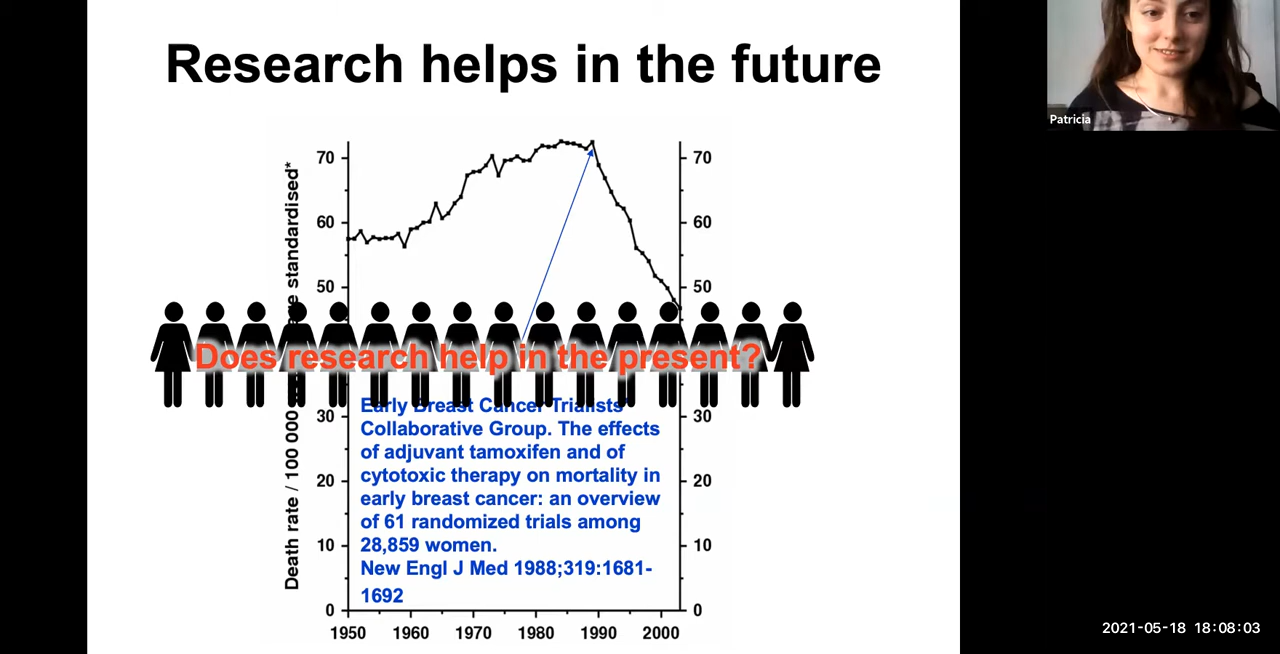 Research helps in the future
Patricia
70
60
50
30
20
10
0
70
60
50
30
20
10
0
Death rate / 100 000
standardised*
Does research help in the present?
Early Breast Cancer Trialists
Collaborative Group. The effects
of adjuvant tamoxifen and of
cytotoxic therapy on mortality in
early breast cancer: an overview
of 61 randomized trials among
28,859 women.
New Engl J Med 1988;319:1681-
1692
1950 1960 1970 1980 1990 2000
2021-05-18 18:08:03